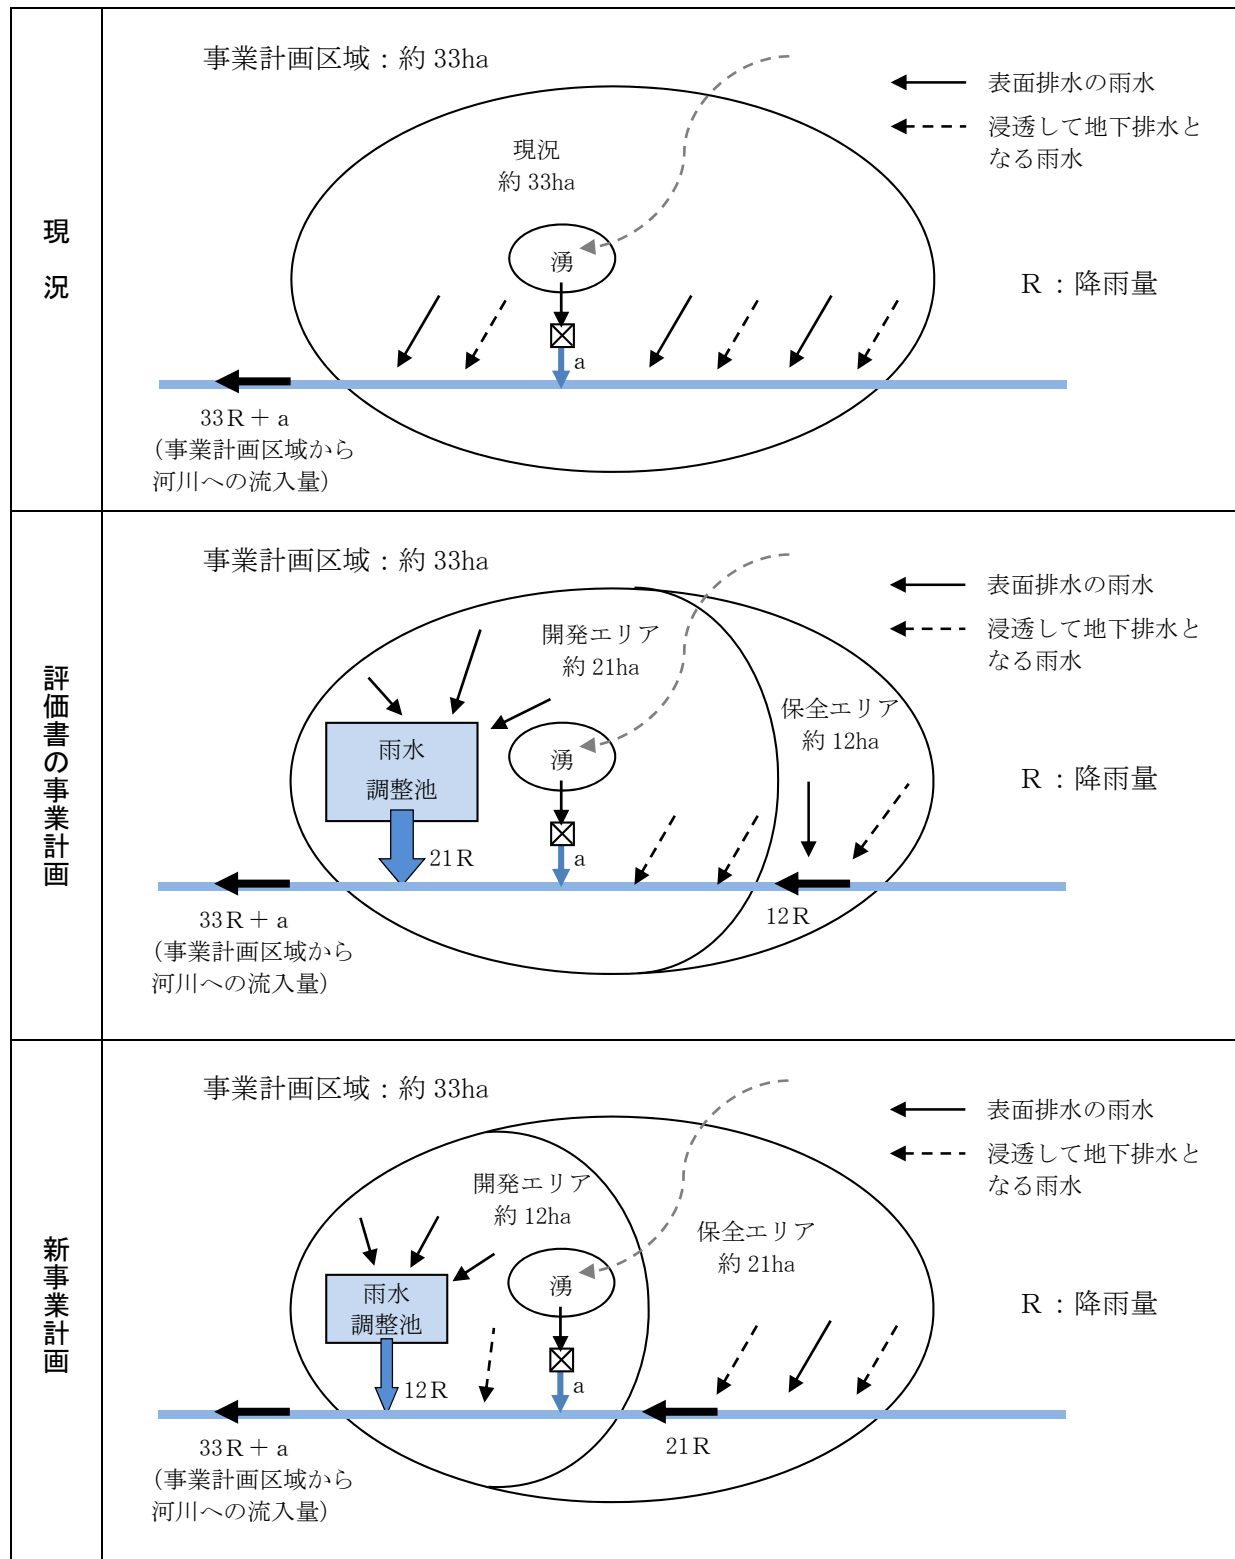 現況
事業計画区域：約 33ha
表面排水の雨水
浸透して地下排水と
なる雨水
現況
約 33ha
湧
R：降雨量
a
33R＋a
（事業計画区域から
河川への流入量）
評価書の事業計画
事業計画区域：約 33ha
表面排水の雨水
浸透して地下排水と
なる雨水
開発エリア
約 21ha
保全エリア
約 12ha
雨水
調整池
湧
R：降雨量
21R
a
12R
33R＋a
（事業計画区域から
河川への流入量）
新事業計画
事業計画区域：約 33ha
表面排水の雨水
浸透して地下排水と
なる雨水
開発エリア
約 12ha
保全エリア
約 21ha
雨水
調整池
湧
R：降雨量
12R
a
21R
33R＋a
（事業計画区域から
河川への流入量）